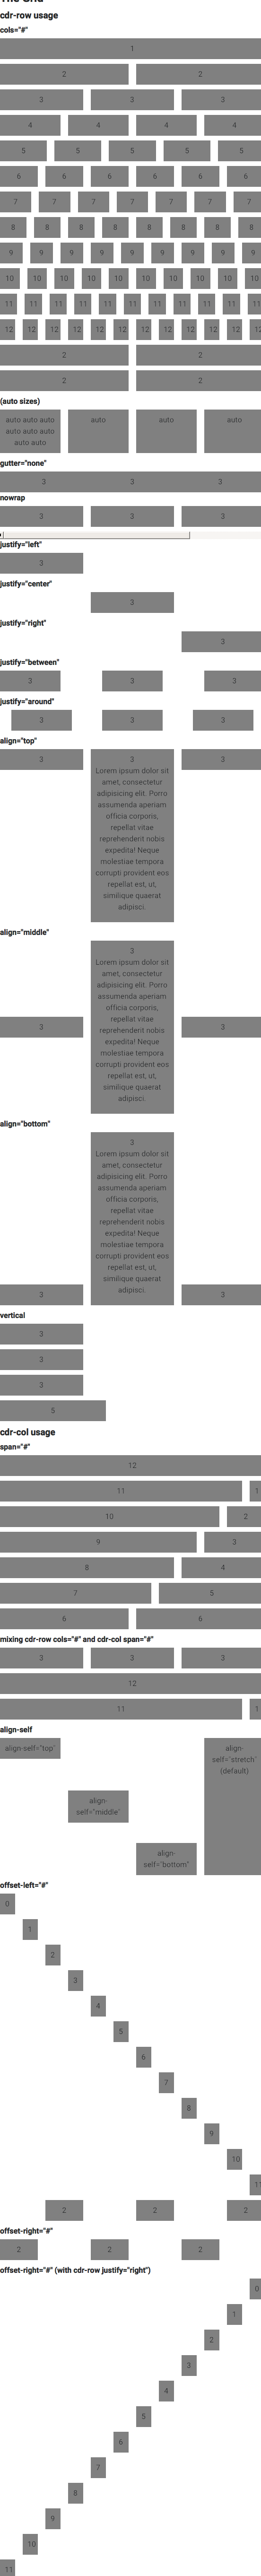 The Grid
cdr-row usage
cols="#"
1
2 2
3 3 3
4 4 4 4
5 5 5 5 5
6 6 6 6 6 6
7 7 7 7 7 7 7
8 8 8 8 8 8 8 8
9 9 9 9 9 9 9 9 9
10 10 10 10 10 10 10 10 10 10
11 11 11 11 11 11 11 11 11 11 11
12 12 12 12 12 12 12 12 12 12 12 12
2 2
2 2
(auto sizes)
auto auto auto auto auto auto
auto auto auto
auto auto
gutter="none"
3 3 3
nowrap
3 3 3
justify="left"
3
justify="center"
3
justify="right"
3
justify="between"
3 3 3
justify="around"
3 3 3
align="top"
3 3 3
Lorem ipsum dolor sit
amet, consectetur
adipisicing elit. Porro
assumenda aperiam
officia corporis,
repellat vitae
reprehenderit nobis
expedita! Neque
molestiae tempora
corrupti provident eos
repellat est, ut,
similique quaerat
adipisci.
align="middle"
3
Lorem ipsum dolor sit
amet, consectetur
adipisicing elit. Porro
assumenda aperiam
officia corporis,
3 repellat vitae 3
reprehenderit nobis
expedita! Neque
molestiae tempora
corrupti provident eos
repellat est, ut,
similique quaerat
adipisci.
align="bottom"
3
Lorem ipsum dolor sit
amet, consectetur
adipisicing elit. Porro
assumenda aperiam
officia corporis,
repellat vitae
reprehenderit nobis
expedita! Neque
molestiae tempora
corrupti provident eos
repellat est, ut,
similique quaerat
adipisci.
3 3
vertical
3
3
3
5
cdr-col usage
span="#"
12
11 1
10 2
9 3
8 4
7 5
6 6
mixing cdr-row cols="#" and cdr-col span="#"
3 3 3
12
11 1
align-self
align-self="top"
align-
self="stretch"
(default)
align-
self="middle"
align-
self="bottom"
offset-left="#"
0
1
2
3
4
5
6
7
8
9
10
11
2 2 2
offset-right="#"
2 2 2
offset-right="#" (with cdr-row justify="right")
0
1
2
3
4
5
6
7
8
9
10
11